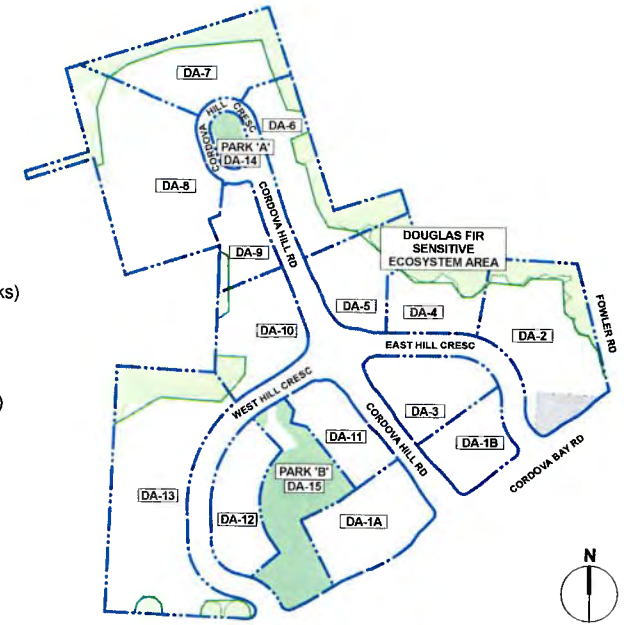 DA-7
CORDOVA HILL CRESC
DA-6
PARK 'A'
DA-14
DA-8
CORDOVA HILL RD
DOUGLAS FIR
SENSITIVE
ECOSYSTEM AREA
DA-9
ks)
FOWLER RD
DA-5
DA-4
DA-10
DA-2
EAST HILL CRESC
WEST HILL CRESC
)
DA-3
CORDOVA HILL RD
DA-11
DA-1B
CORDOVA BAY RD
PARK 'B'
DA-15
DA-13
DA-12
DA-1A
N